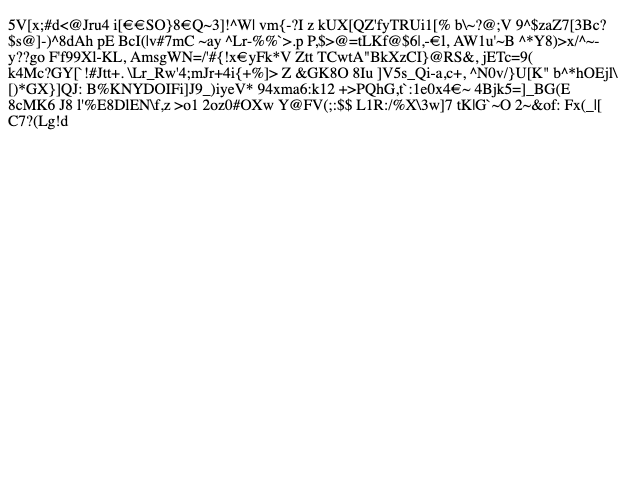 5V[x;#d<@Jru4 i[€€SO}8€Q~3]!^W| vm{-?I z kUX[QZ'fyTRUi1[% b\~?@;V 9^$zaZ7[3Bc?
$s@]-)^8dAh pE BcI(|v#7mC ~ay ^Lr-%%`>.p P,$>@=tLKf@$6|,-€l, AW1u'~B ^*Y8)>x/^~-
y??go F'f99Xl-KL, AmsgWN=/'#{!x€yFk*V Ztt TCwtA"BkXzCI}@RS&, jETc=9(
k4Mc?GY[`!#Jtt+. \Lr_Rw'4;mJr+4i{+%]> Z &GK8O 8Iu ]V5s_Qi-a,c+, ^N0v/}U[K" b^*hOEjl\
[)*GX}]QJ: B%KNYDOIFi]J9_)iyeV* 94xma6:k12 +>PQhG,t`:1e0x4€~ 4Bjk5=]_BG(E
8cMK6 J8 l'%E8DlEN\f,z >o1 2oz0#OXw Y@FV(;:$$ L1R:/%X\3w]7 tK|G`~O 2~&of: Fx(_|[
C7?(Lg!d